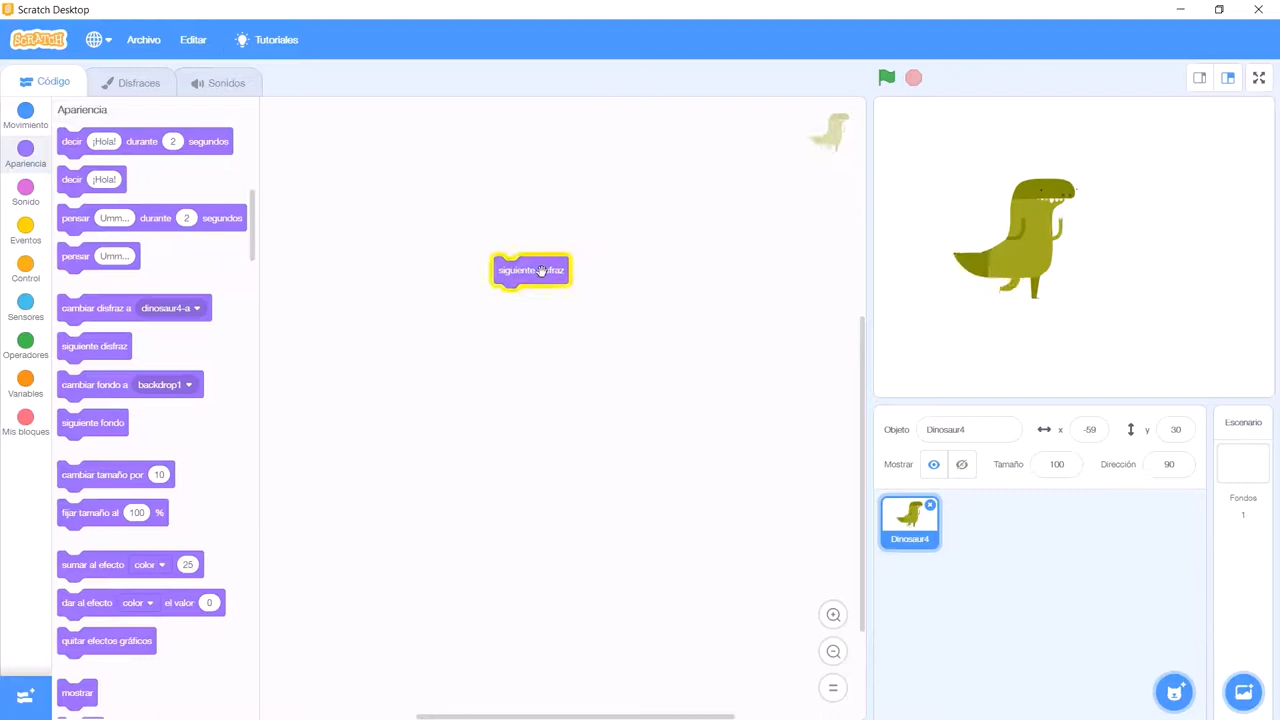 Scratch Desktop
SCRATCH
Archivo
Editar
Tutoriales
Código
Disfraces
Sonidos
Movimiento
Apariencia
Sonido
Eventos
Control
Sensores
Operadores
Variables
Mis bloques
Apariencia
decir ¡Hola! durante 2 segundos
decir ¡Hola!
pensar Umm... durante 2 segundos
pensar Umm...
cambiar disfraz a dinosaur4-a
siguiente disfraz
cambiar fondo a backdrop1
siguiente fondo
cambiar tamaño por 10
fijar tamaño al 100 %
sumar al efecto color 25
dar al efecto color el valor 0
quitar efectos gráficos
mostrar
siguiente disfraz
Objeto Dinosaur4 x -59 y 30
Mostrar Tamaño 100 Dirección 90
Dinosaur4
Escenario
Fondos
1